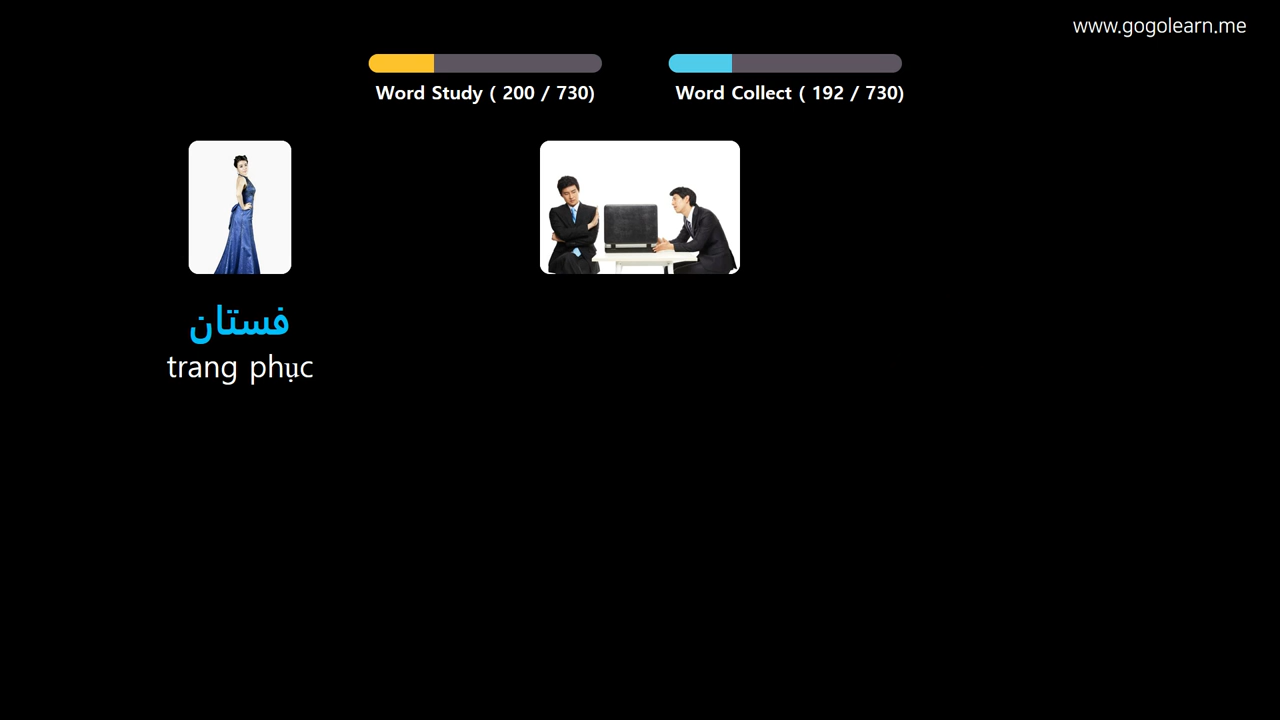 www.gogolearn.me
Word Study ( 200 / 730)
Word Collect ( 192 / 730)
فستان
trang phục